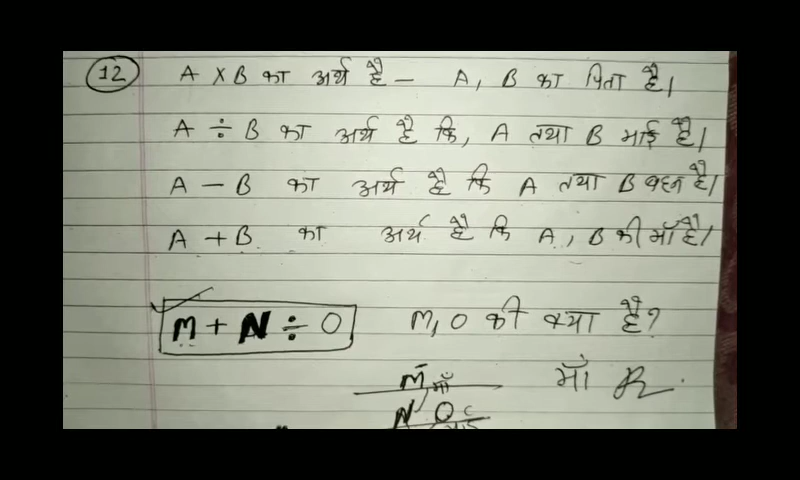 12 A × B का अर्थ है – A, B का पिता है।
A ÷ B का अर्थ है कि, A तथा B भाई है।
A – B का अर्थ है कि A तथा B बहन है।
A + B का अर्थ है कि A, B की माँ है।
M + N ÷ O M, O की क्या है?
M माँ माँ
N O